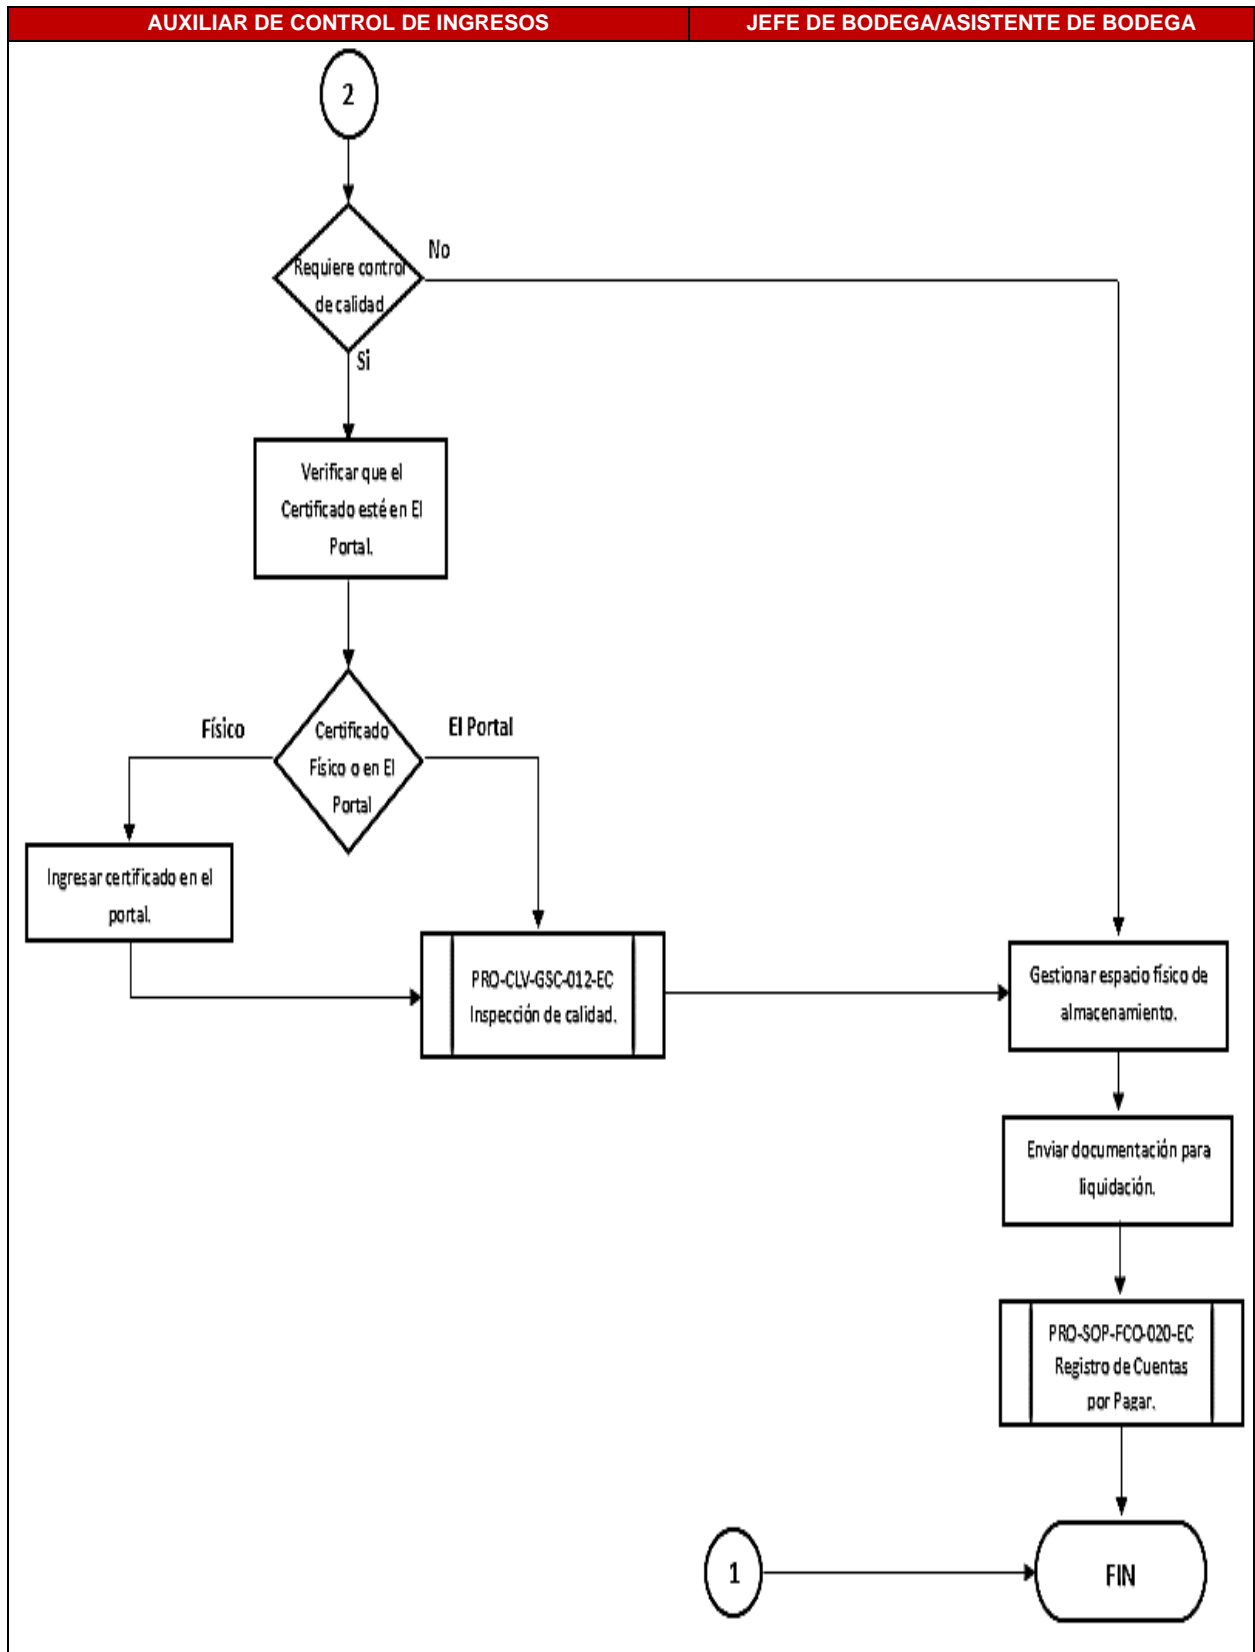 AUXILIAR DE CONTROL DE INGRESOS
JEFE DE BODEGA/ASISTENTE DE BODEGA
2
Requiere control
de calidad
No
Si
Verificar que el
Certificado esté en El
Portal.
Físico
Certificado
Físico o en El
Portal
El Portal
Ingresar certificado en el
portal.
PRO-CLV-GSC-012-EC
Inspección de calidad.
Gestionar espacio físico de
almacenamiento.
Enviar documentación para
liquidación.
PRO-SOP-FCO-020-EC
Registro de Cuentas
por Pagar.
1
FIN